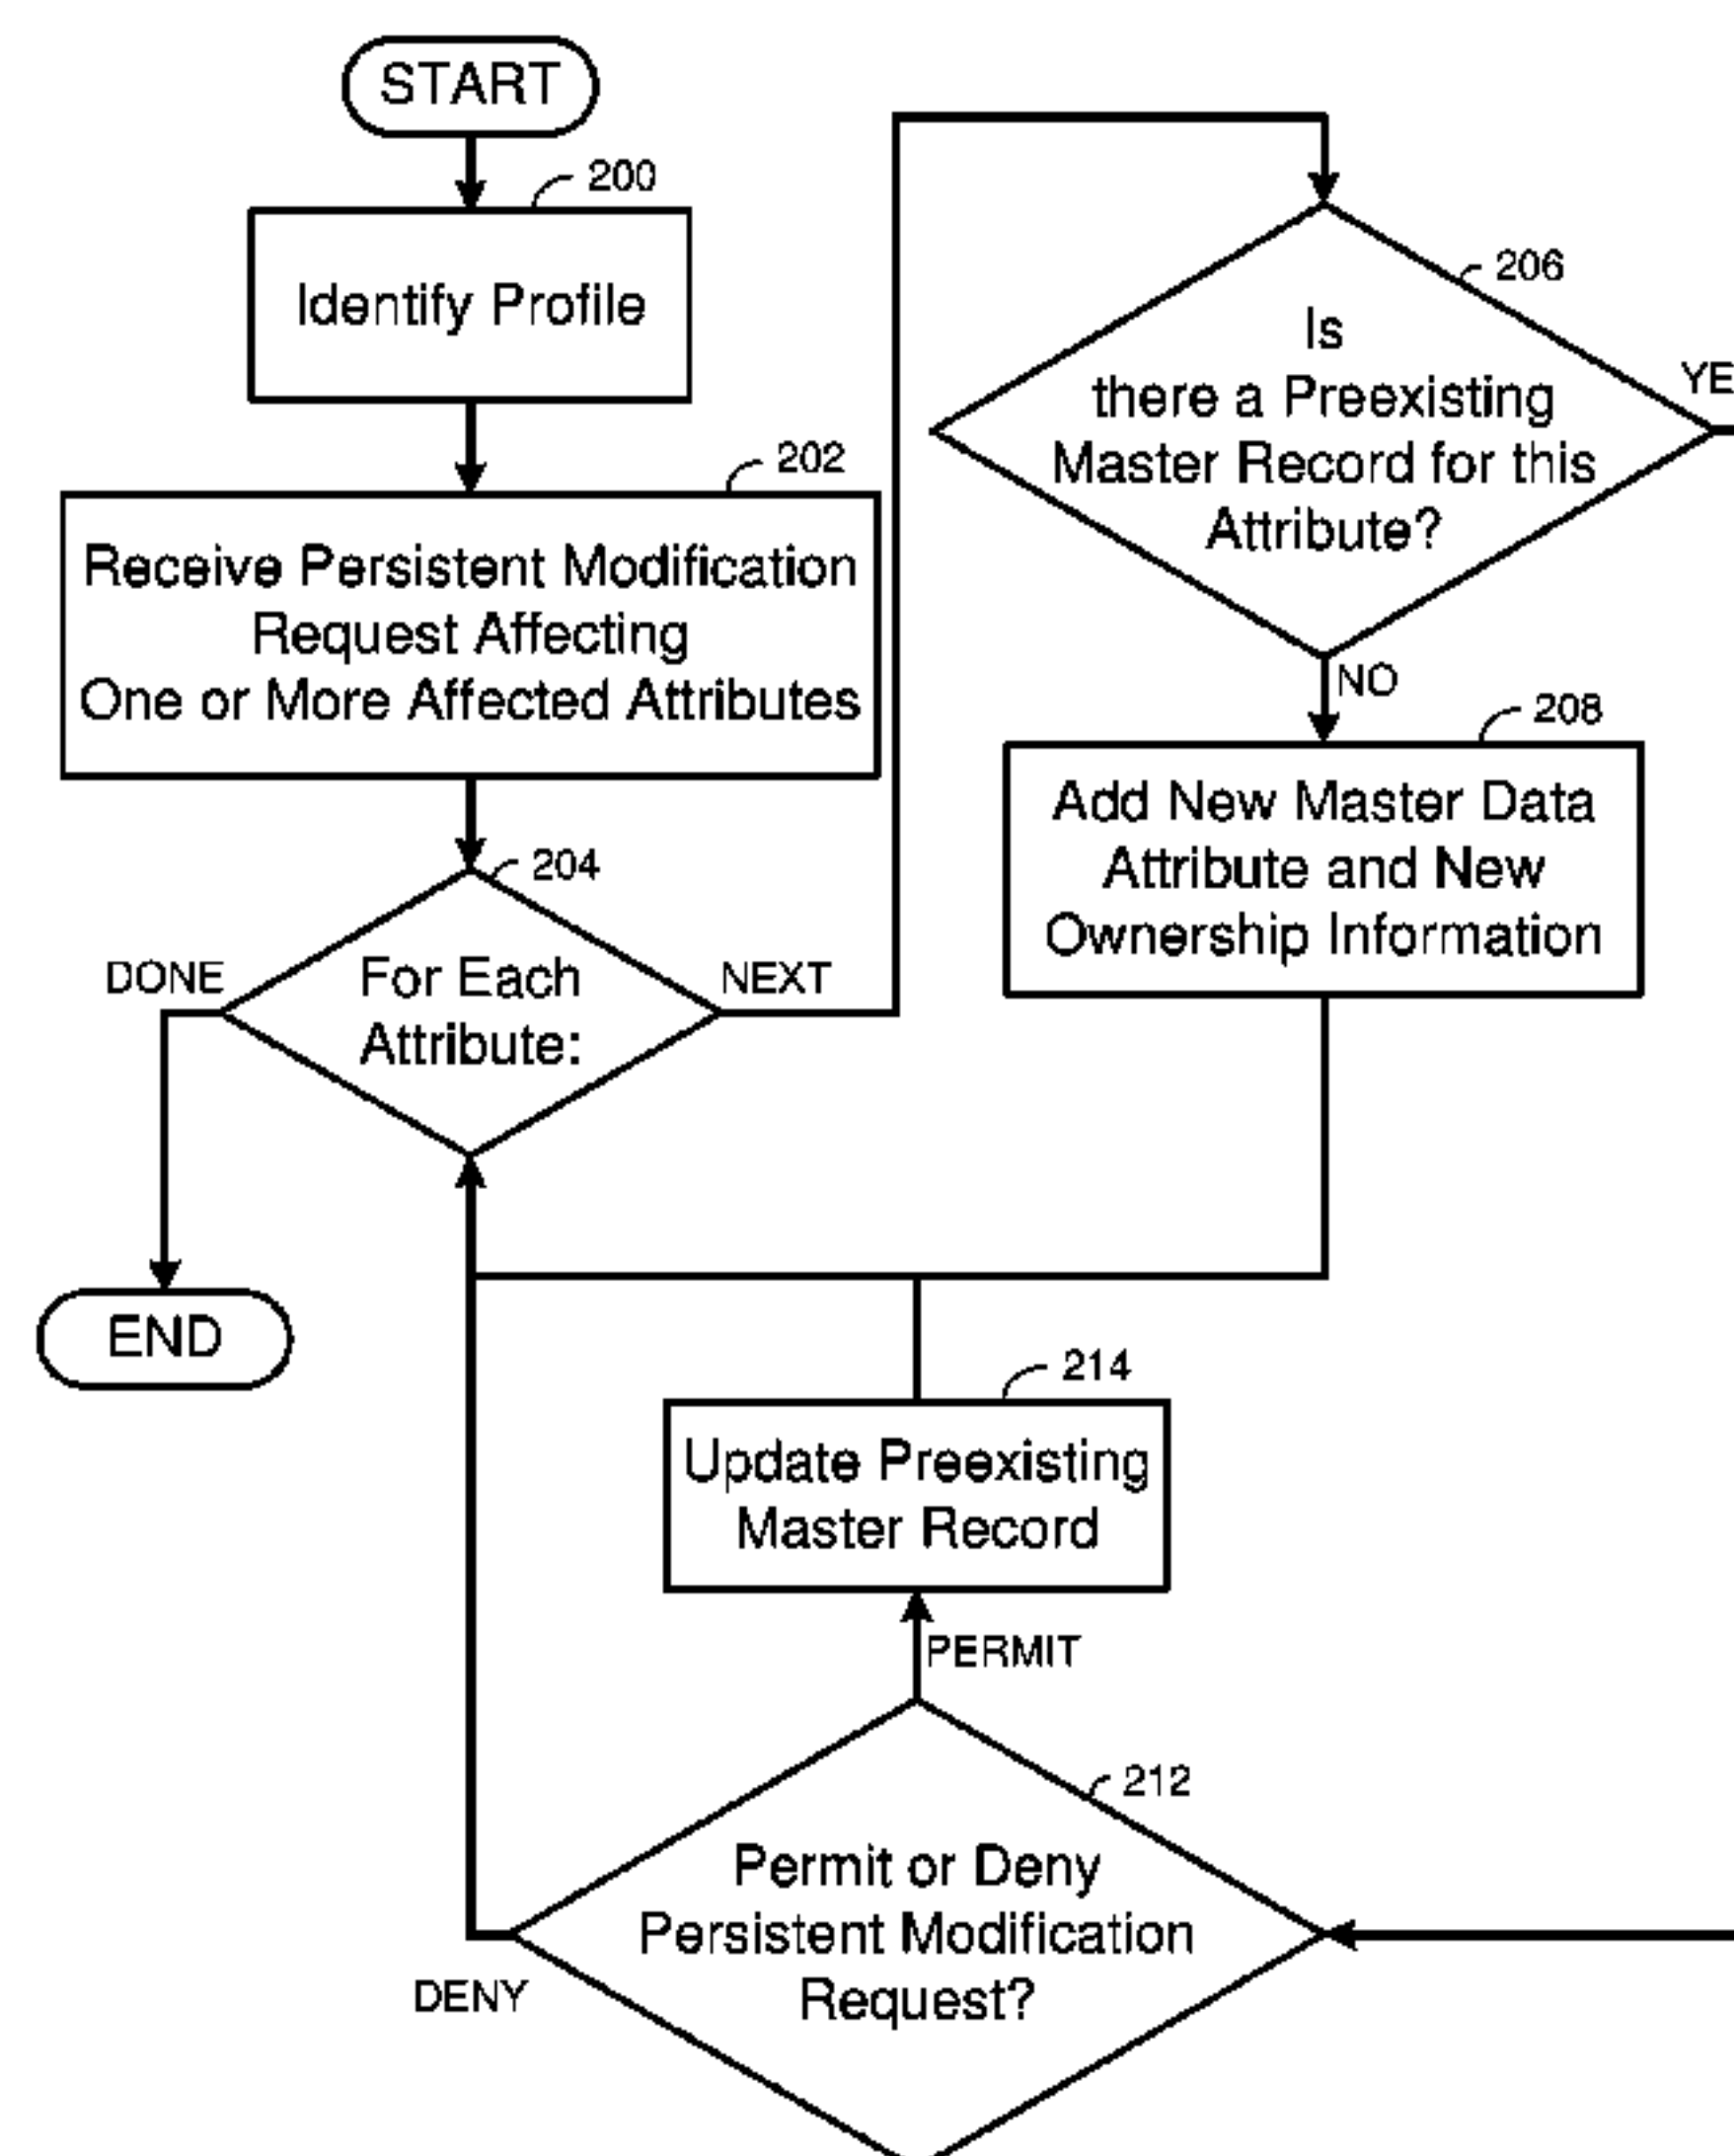 START
200
Identify Profile
202
Receive Persistent Modification
Request Affecting
One or More Affected Attributes
204
For Each
Attribute:
DONE
NEXT
END
206
Is
there a Preexisting
Master Record for this
Attribute?
YE
NO
208
Add New Master Data
Attribute and New
Ownership Information
214
Update Preexisting
Master Record
PERMIT
212
Permit or Deny
Persistent Modification
Request?
DENY